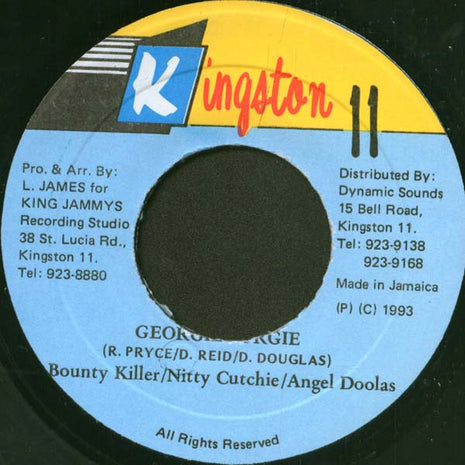 Kingston 11
Pro. & Arr. By:
L. JAMES for
KING JAMMYS
Recording Studio
38 St. Lucia Rd.,
Kingston 11.
Tel: 923-8880
Distributed By:
Dynamic Sounds
15 Bell Road,
Kingston 11.
Tel: 923-9138
923-9168
Made in Jamaica
(P) (C) 1993
(R. PRYCE/D. REID/D. DOUGLAS)
Bounty Killer/Nitty Cutchie/Angel Doolas
All Rights Reserved